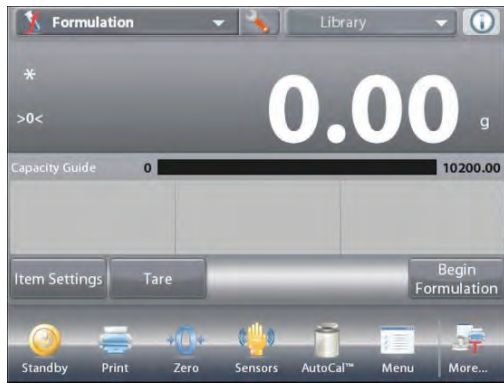 Formulation
Library
*
>0<
0.00 g
Capacity Guide 0 10200.00
Item Settings
Tare
Begin
Formulation
Standby
Print
Zero
Sensors
AutoCal™
Menu
More...